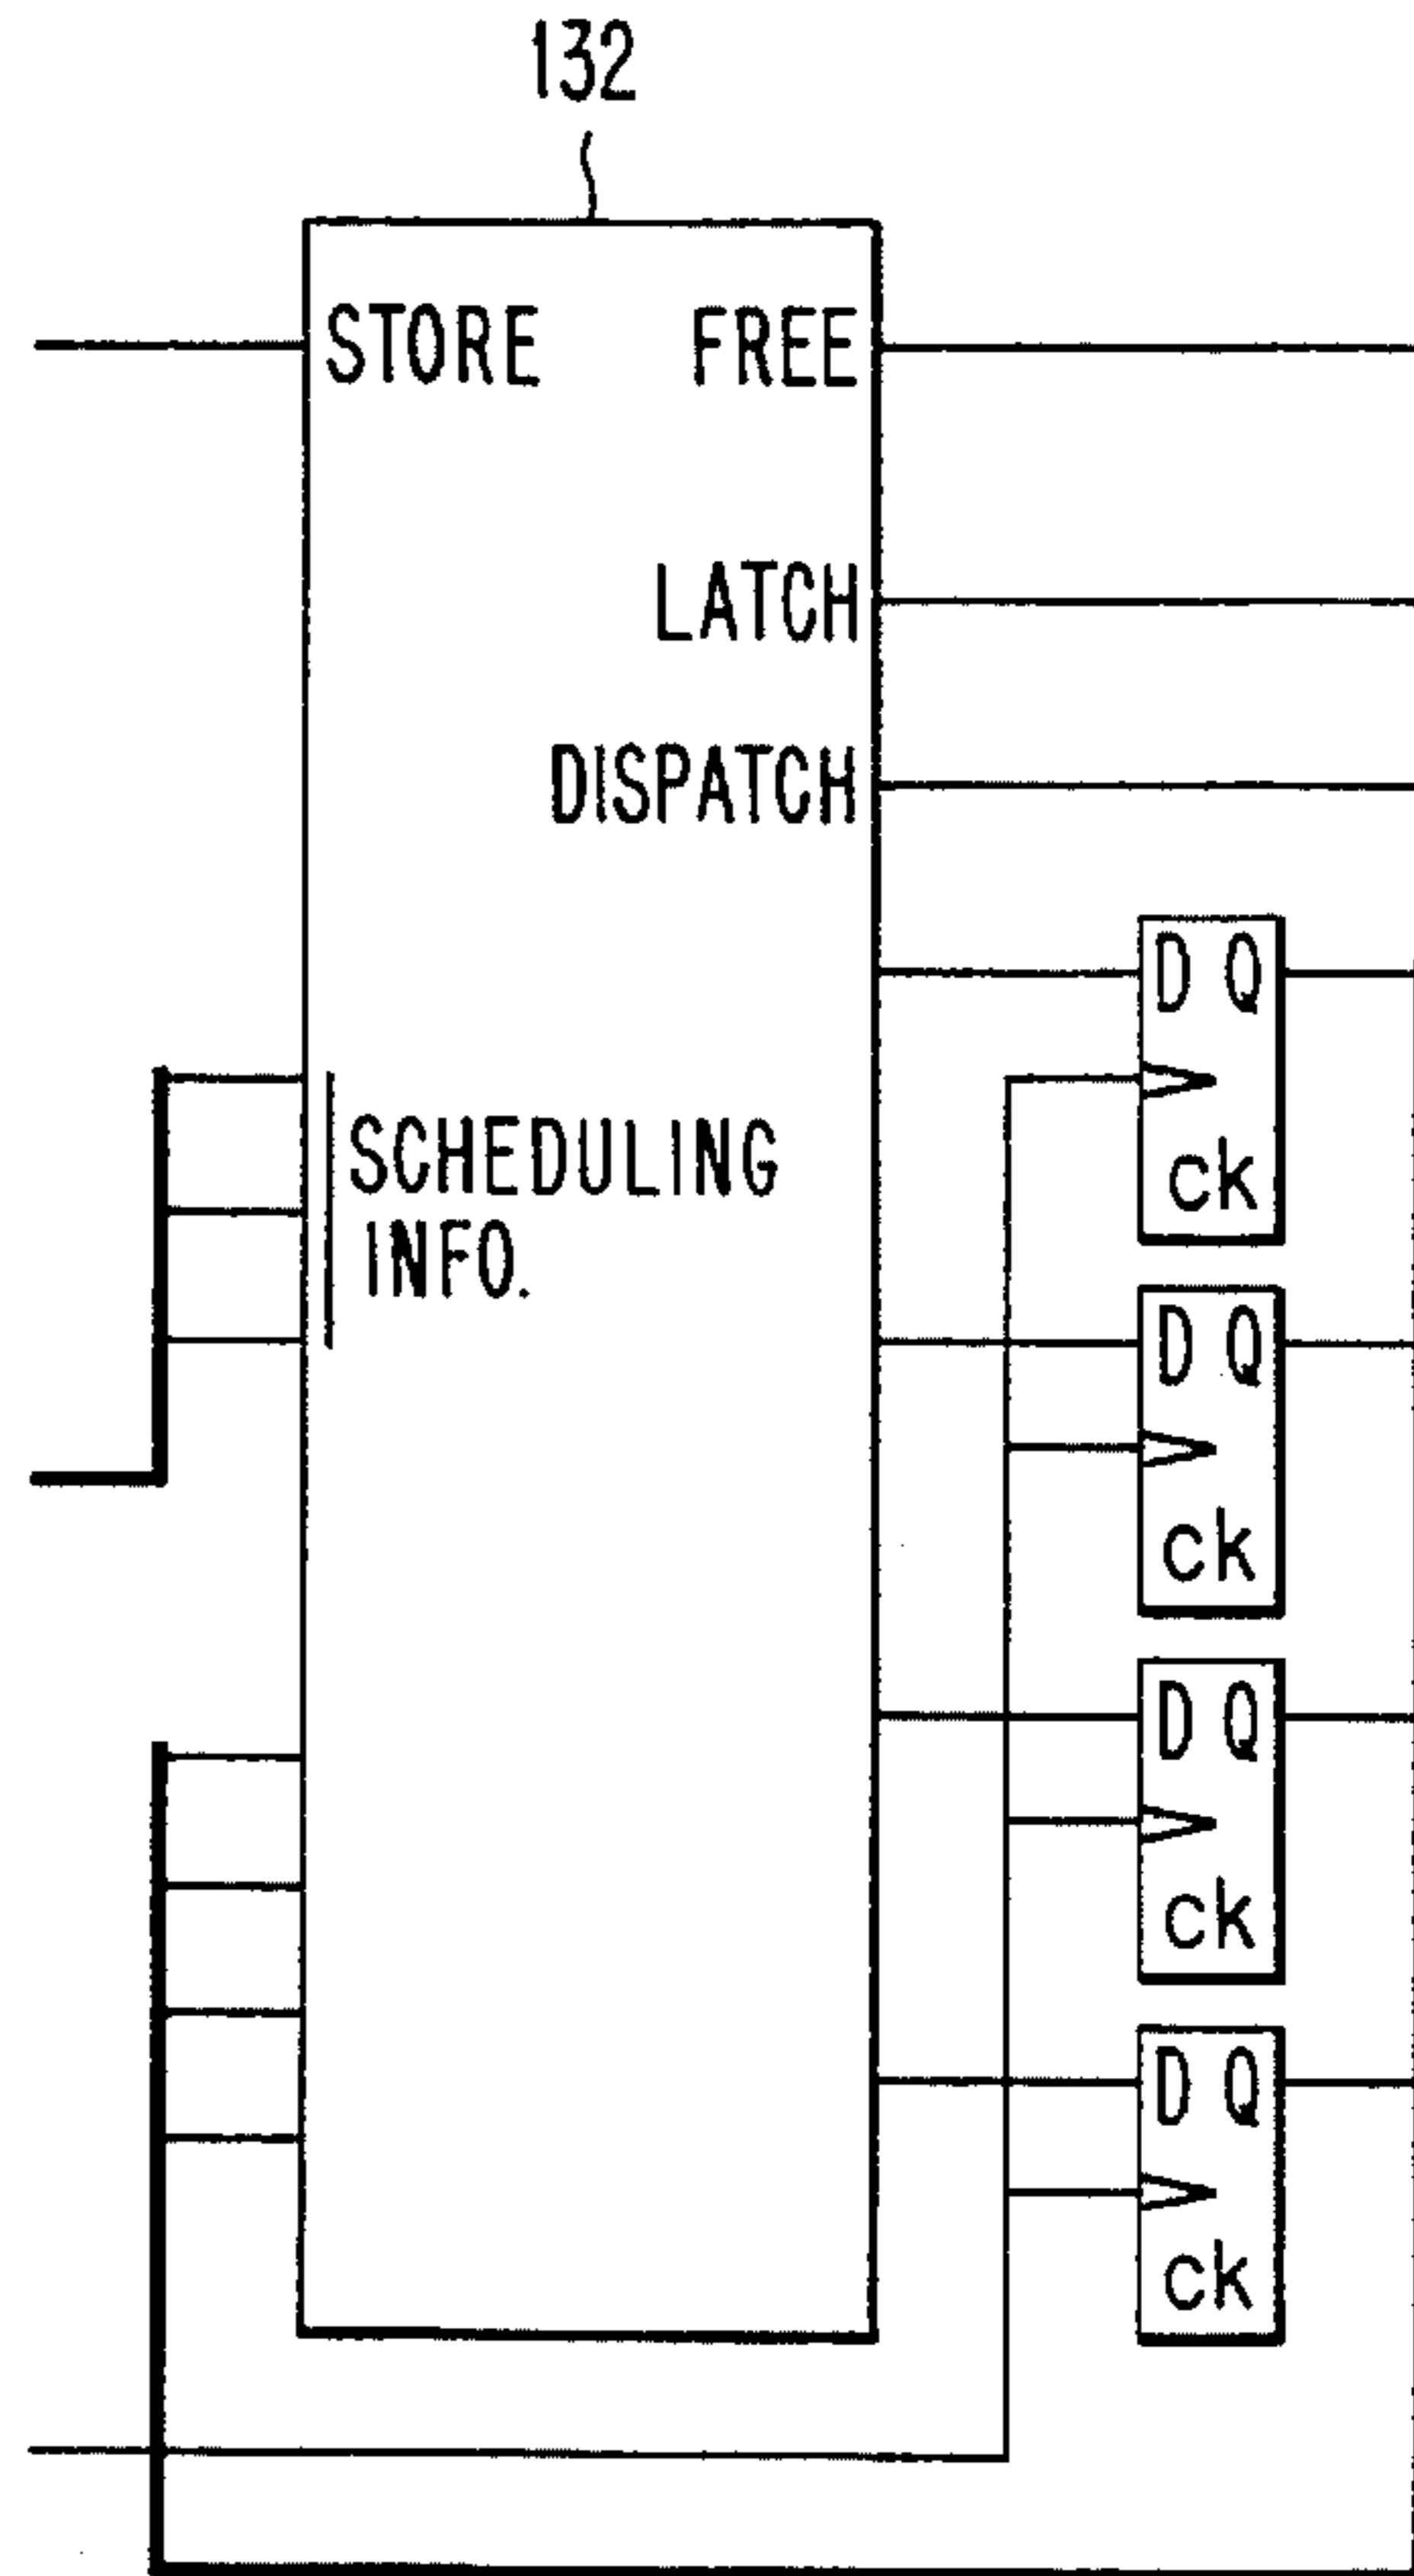 132
STORE FREE
LATCH
DISPATCH
D Q
SCHEDULING
INFO.
ck
D Q
ck
D Q
ck
D Q
ck